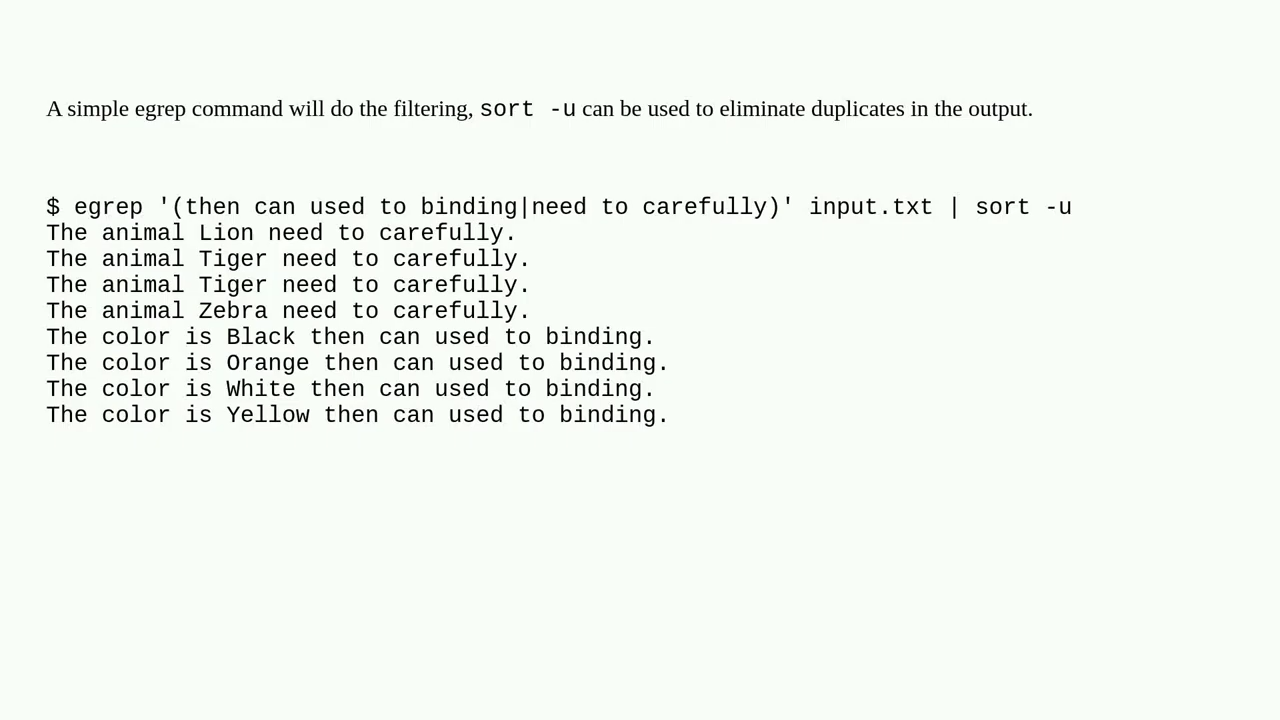 A simple egrep command will do the filtering, sort -u can be used to eliminate duplicates in the output.
$ egrep '(then can used to binding|need to carefully)' input.txt | sort -u
The animal Lion need to carefully.
The animal Tiger need to carefully.
The animal Tiger need to carefully.
The animal Zebra need to carefully.
The color is Black then can used to binding.
The color is Orange then can used to binding.
The color is White then can used to binding.
The color is Yellow then can used to binding.